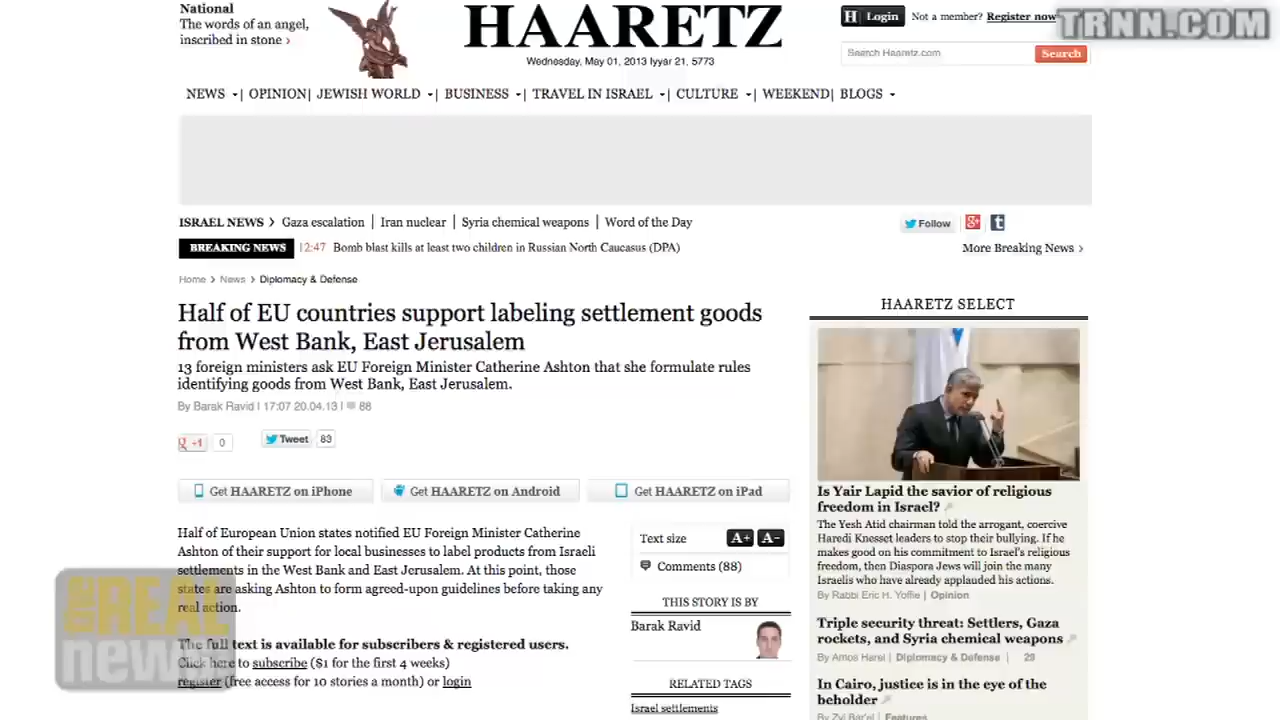 National
The words of an angel,
inscribed in stone ›
HAARETZ
Wednesday, May 01, 2013 Iyyar 21, 5773
H Login Not a member? Register now
TRNN.COM
Search Haaretz.com Search
NEWS | OPINION | JEWISH WORLD | BUSINESS | TRAVEL IN ISRAEL | CULTURE | WEEKEND | BLOGS
ISRAEL NEWS › Gaza escalation | Iran nuclear | Syria chemical weapons | Word of the Day
Follow
BREAKING NEWS 12:47 Bomb blast kills at least two children in Russian North Caucasus (DPA)
More Breaking News ›
Home › News › Diplomacy & Defense
Half of EU countries support labeling settlement goods
from West Bank, East Jerusalem
13 foreign ministers ask EU Foreign Minister Catherine Ashton that she formulate rules
identifying goods from West Bank, East Jerusalem.
By Barak Ravid | 17:07 20.04.13 | 88
+1 0 Tweet 83
Get HAARETZ on iPhone Get HAARETZ on Android Get HAARETZ on iPad
Half of European Union states notified EU Foreign Minister Catherine
Ashton of their support for local businesses to label products from Israeli
settlements in the West Bank and East Jerusalem. At this point, those
states are asking Ashton to form agreed-upon guidelines before taking any
real action.
The full text is available for subscribers & registered users.
Click here to subscribe ($1 for the first 4 weeks)
register (free access for 10 stories a month) or login
THE REAL
news
Text size A+ A-
Comments (88)
THIS STORY IS BY
Barak Ravid
RELATED TAGS
Israel settlements
HAARETZ SELECT
Is Yair Lapid the savior of religious
freedom in Israel?
The Yesh Atid chairman told the arrogant, coercive
Haredi Knesset leaders to stop their bullying. If he
makes good on his commitment to Israel's religious
freedom, then Diaspora Jews will join the many
Israelis who have already applauded his actions.
By Rabbi Eric H. Yoffie | Opinion
Triple security threat: Settlers, Gaza
rockets, and Syria chemical weapons
By Amos Harel | Diplomacy & Defense | 29
In Cairo, justice is in the eye of the
beholder
By Zvi Bar'el | Features